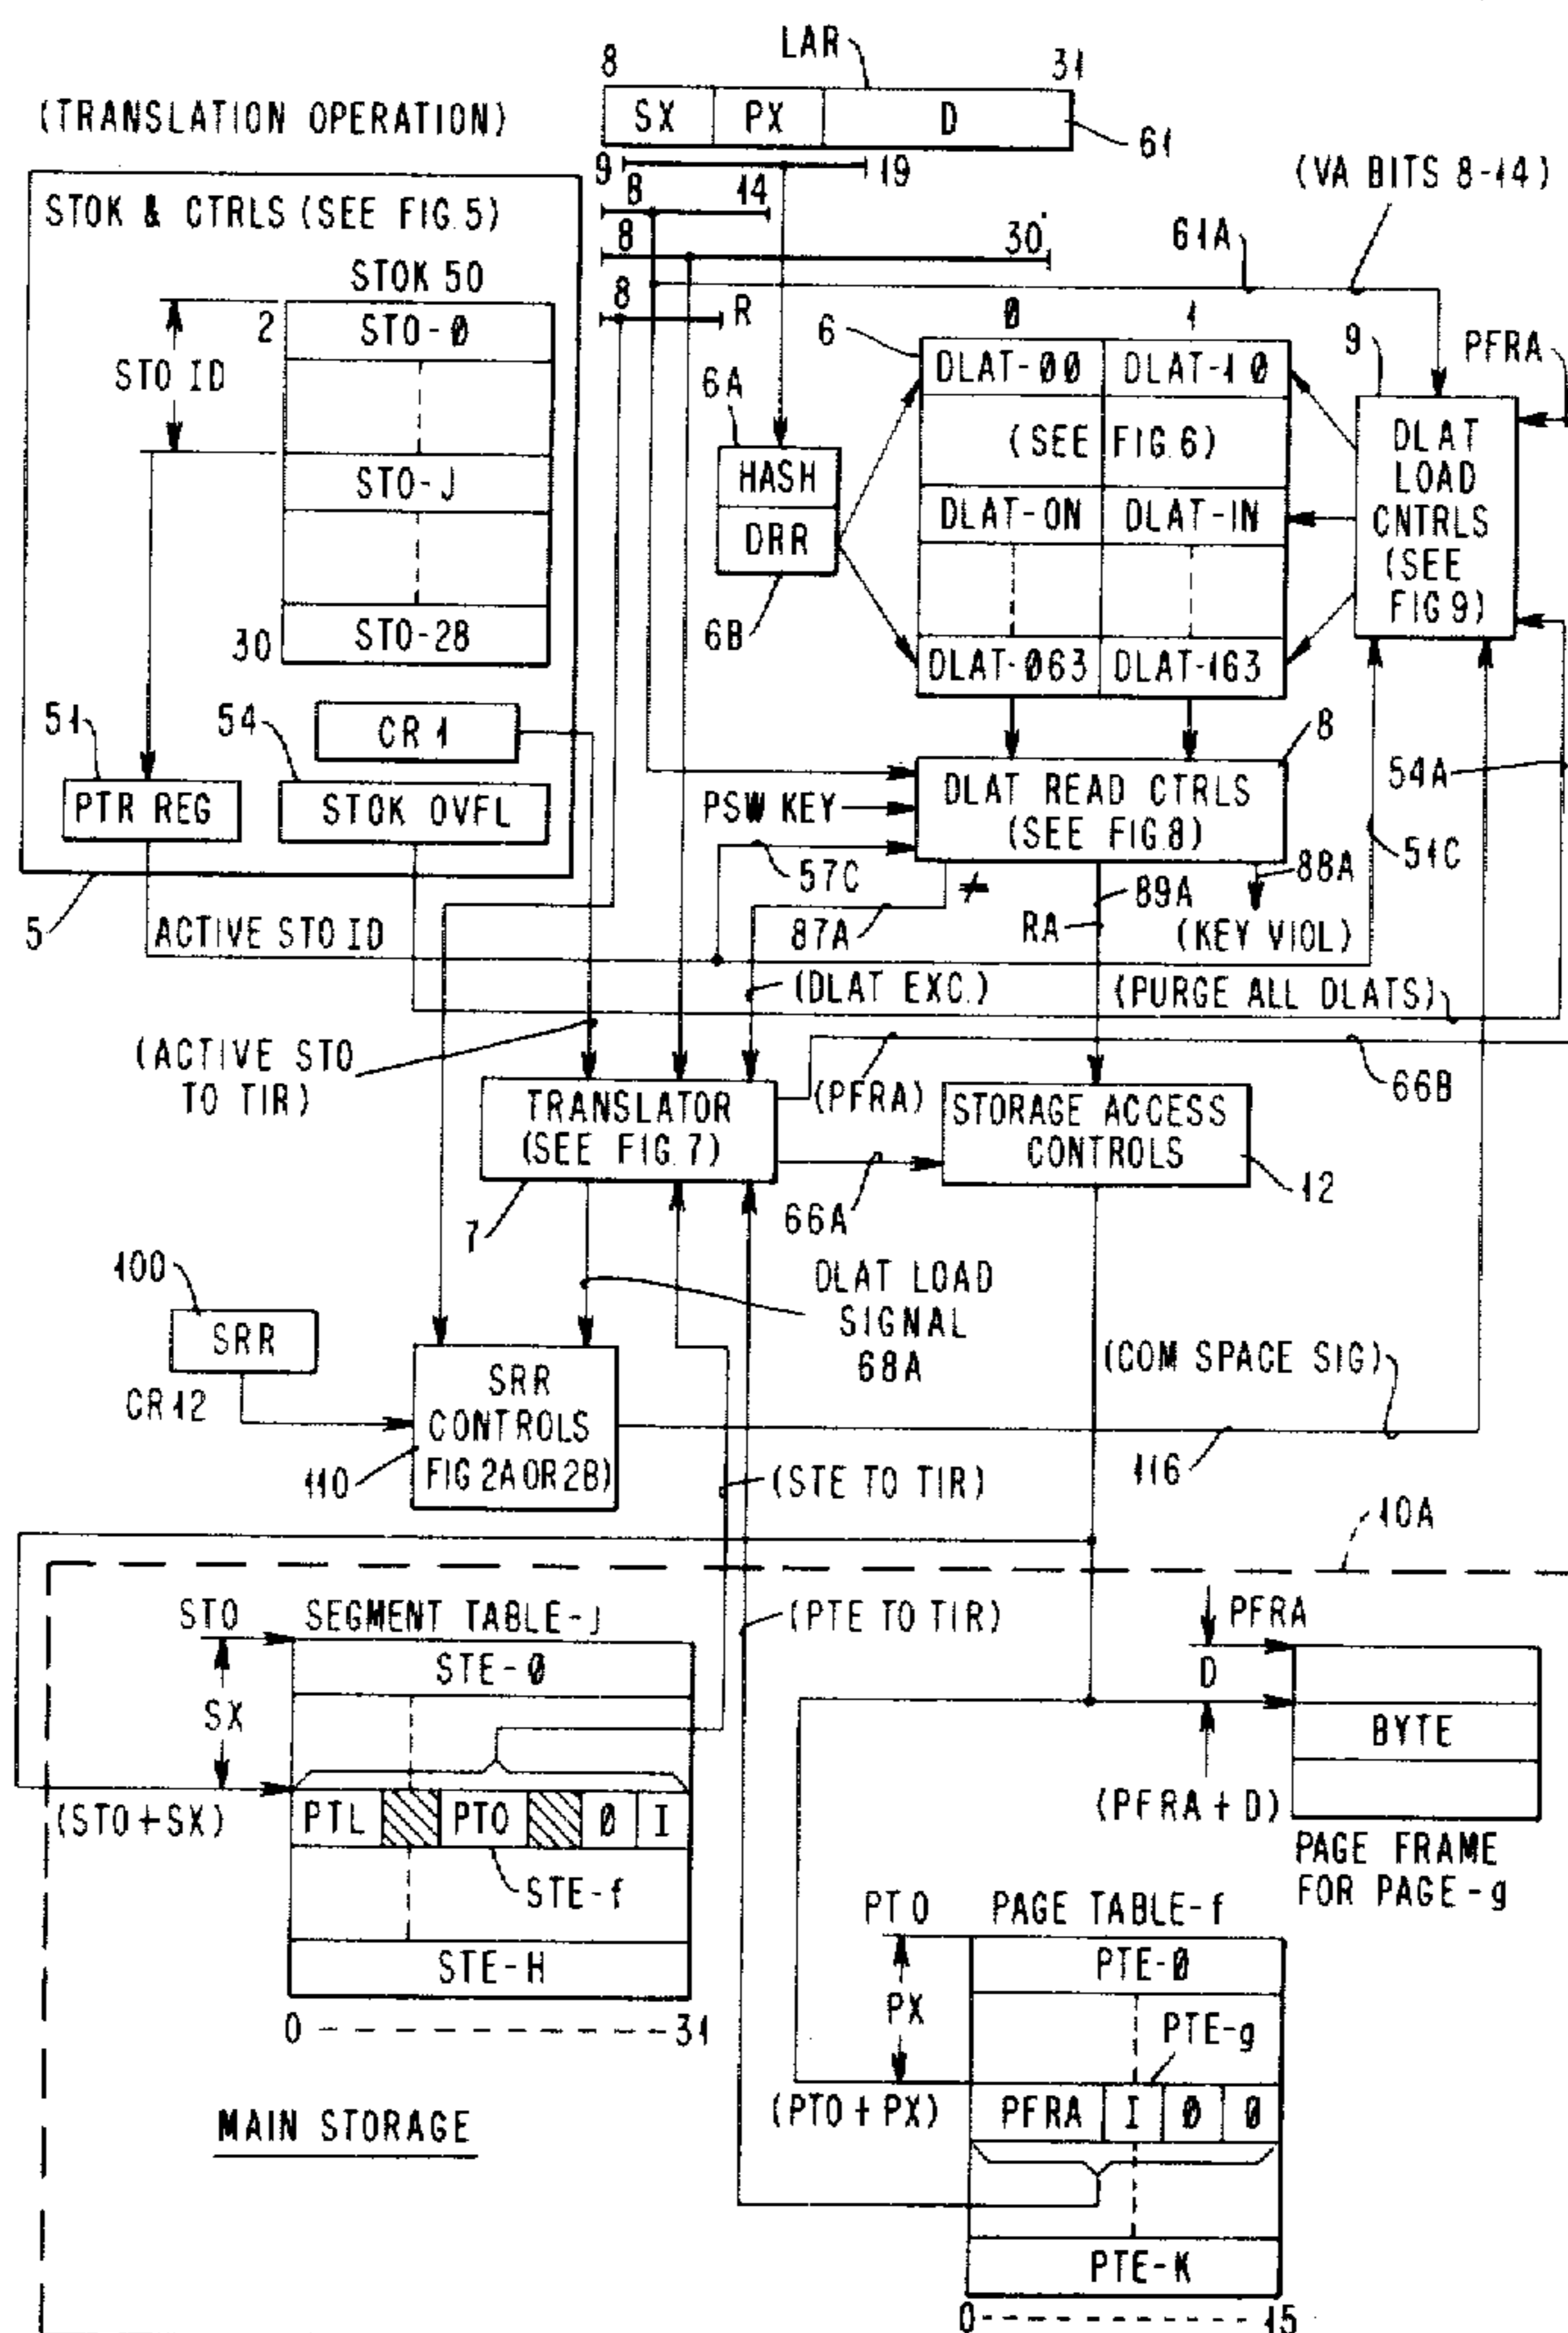 LAR
8
31
(TRANSLATION OPERATION)
SX
PX
D
61
9
19
(VA BITS 8-14)
8
14
STOK & CTRLS (SEE FIG. 5)
8
30
61A
STOK 50
8
R
0
1
2
STO-0
6
9
PFRA
STO ID
DLAT-00
DLAT-10
6A
(SEE FIG. 6)
DLAT
LOAD
CNTRLS
(SEE
FIG 9)
STO-J
HASH
DLAT-0N
DLAT-1N
DRR
30
STO-28
6B
DLAT-063
DLAT-163
51
54
CR 1
8
54A
PTR REG
STOK OVFL
PSW KEY
DLAT READ CTRLS
(SEE FIG. 8)
51C
57C
≠
89A
88A
5
ACTIVE STO ID
87A
RA
(KEY VIOL)
(DLAT EXC.)
(PURGE ALL DLATS)
(ACTIVE STO
TO TIR)
(PFRA)
66B
TRANSLATOR
(SEE FIG. 7)
STORAGE ACCESS
CONTROLS
7
66A
12
100
DLAT LOAD
SIGNAL
68A
SRR
(COM SPACE SIG)
CR12
SRR
CONTROLS
FIG 2A OR 2B)
110
116
(STE TO TIR)
10A
STO
SEGMENT TABLE-j
(PTE TO TIR)
PFRA
STE-0
D
SX
BYTE
(STO+SX)
PTL
PTO
0
I
(PFRA + D)
PAGE FRAME
FOR PAGE-g
STE-f
PTO
PAGE TABLE-f
STE-H
PTE-0
0 - - - - - - - - - - - 31
PX
PTE-g
MAIN STORAGE
(PTO + PX)
PFRA
I
0
0
PTE-K
0 - - - - - - - - - 15